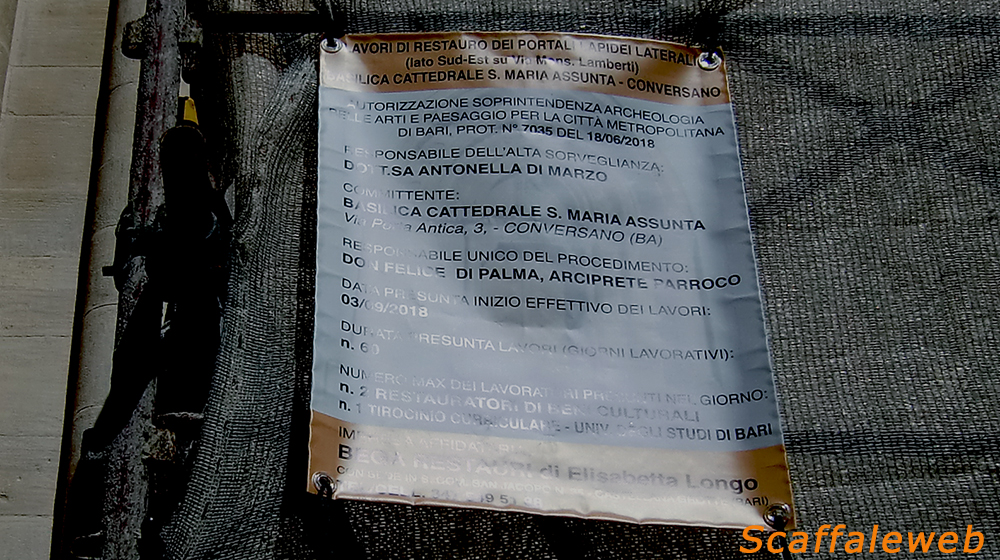 LAVORI DI RESTAURO DEI PORTALI LAPIDEI LATERALI
(lato Sud-Est su Via Mons. Lamberti)
BASILICA CATTEDRALE S. MARIA ASSUNTA - CONVERSANO
AUTORIZZAZIONE SOPRINTENDENZA ARCHEOLOGIA
BELLE ARTI E PAESAGGIO PER LA CITTÀ METROPOLITANA
DI BARI, PROT. N° 7035 DEL 18/06/2018
RESPONSABILE DELL'ALTA SORVEGLIANZA:
DOTT.SA ANTONELLA DI MARZO
COMMITTENTE:
BASILICA CATTEDRALE S. MARIA ASSUNTA
Via Porta Antica, 3, - CONVERSANO (BA)
RESPONSABILE UNICO DEL PROCEDIMENTO:
DON FELICE DI PALMA, ARCIPRETE PARROCO
DATA PRESUNTA INIZIO EFFETTIVO DEI LAVORI:
03/09/2018
DURATA PRESUNTA LAVORI (GIORNI LAVORATIVI):
n. 60
NUMERO MAX DEI LAVORATORI PRESUNTI NEL GIORNO:
n. 2 RESTAURATORI DI BENI CULTURALI
n. 1 TIROCINIO CURRICULARE - UNIV. DEGLI STUDI DI BARI
IMPRESA AFFIDATARIA
BEGA RESTAURI di Elisabetta Longo
Scaffaleweb